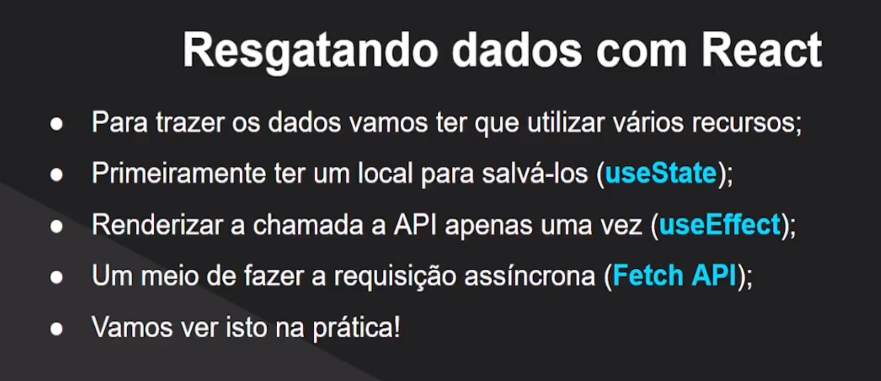 Resgatando dados com React
● Para trazer os dados vamos ter que utilizar vários recursos;
● Primeiramente ter um local para salvá-los (useState);
● Renderizar a chamada a API apenas uma vez (useEffect);
● Um meio de fazer a requisição assíncrona (Fetch API);
● Vamos ver isto na prática!